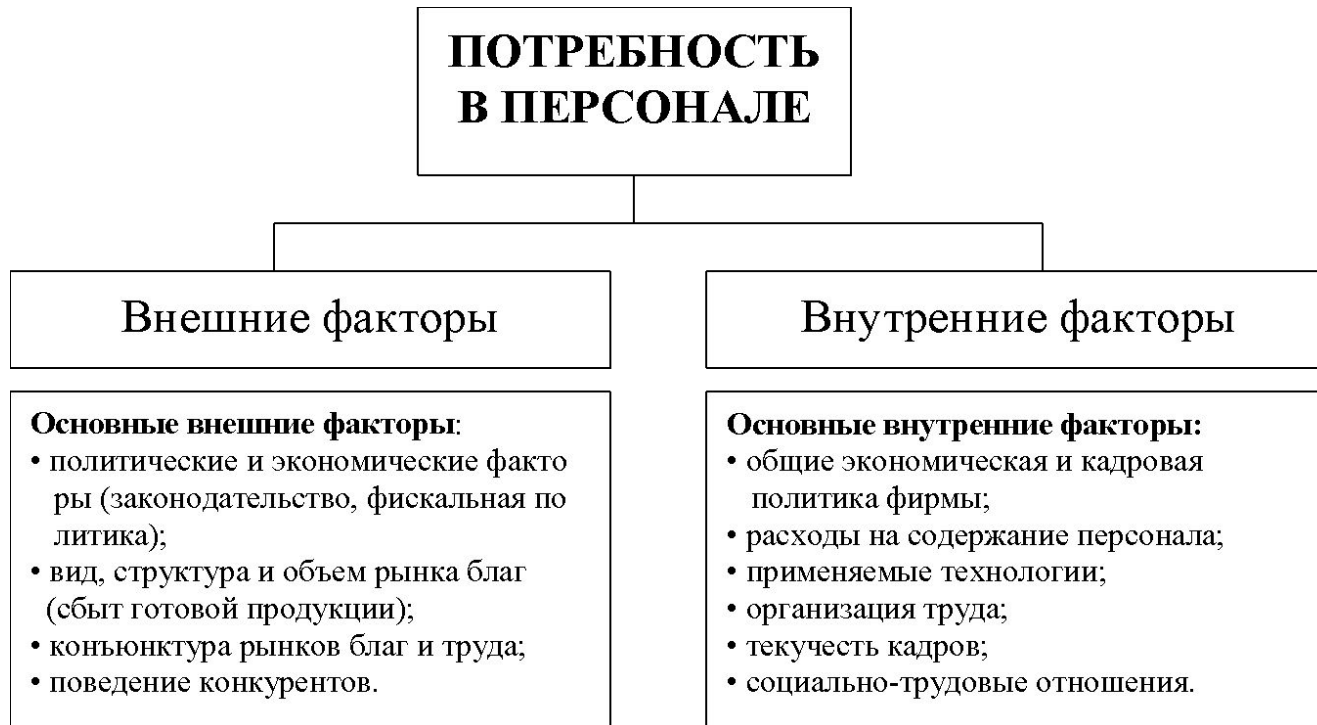 ПОТРЕБНОСТЬ
В ПЕРСОНАЛЕ
Внешние факторы
Основные внешние факторы:
• политические и экономические факто
ры (законодательство, фискальная по
литика);
• вид, структура и объем рынка благ
(сбыт готовой продукции);
• конъюнктура рынков благ и труда;
• поведение конкурентов.
Внутренние факторы
Основные внутренние факторы:
• общие экономическая и кадровая
политика фирмы;
• расходы на содержание персонала;
• применяемые технологии;
• организация труда;
• текучесть кадров;
• социально-трудовые отношения.